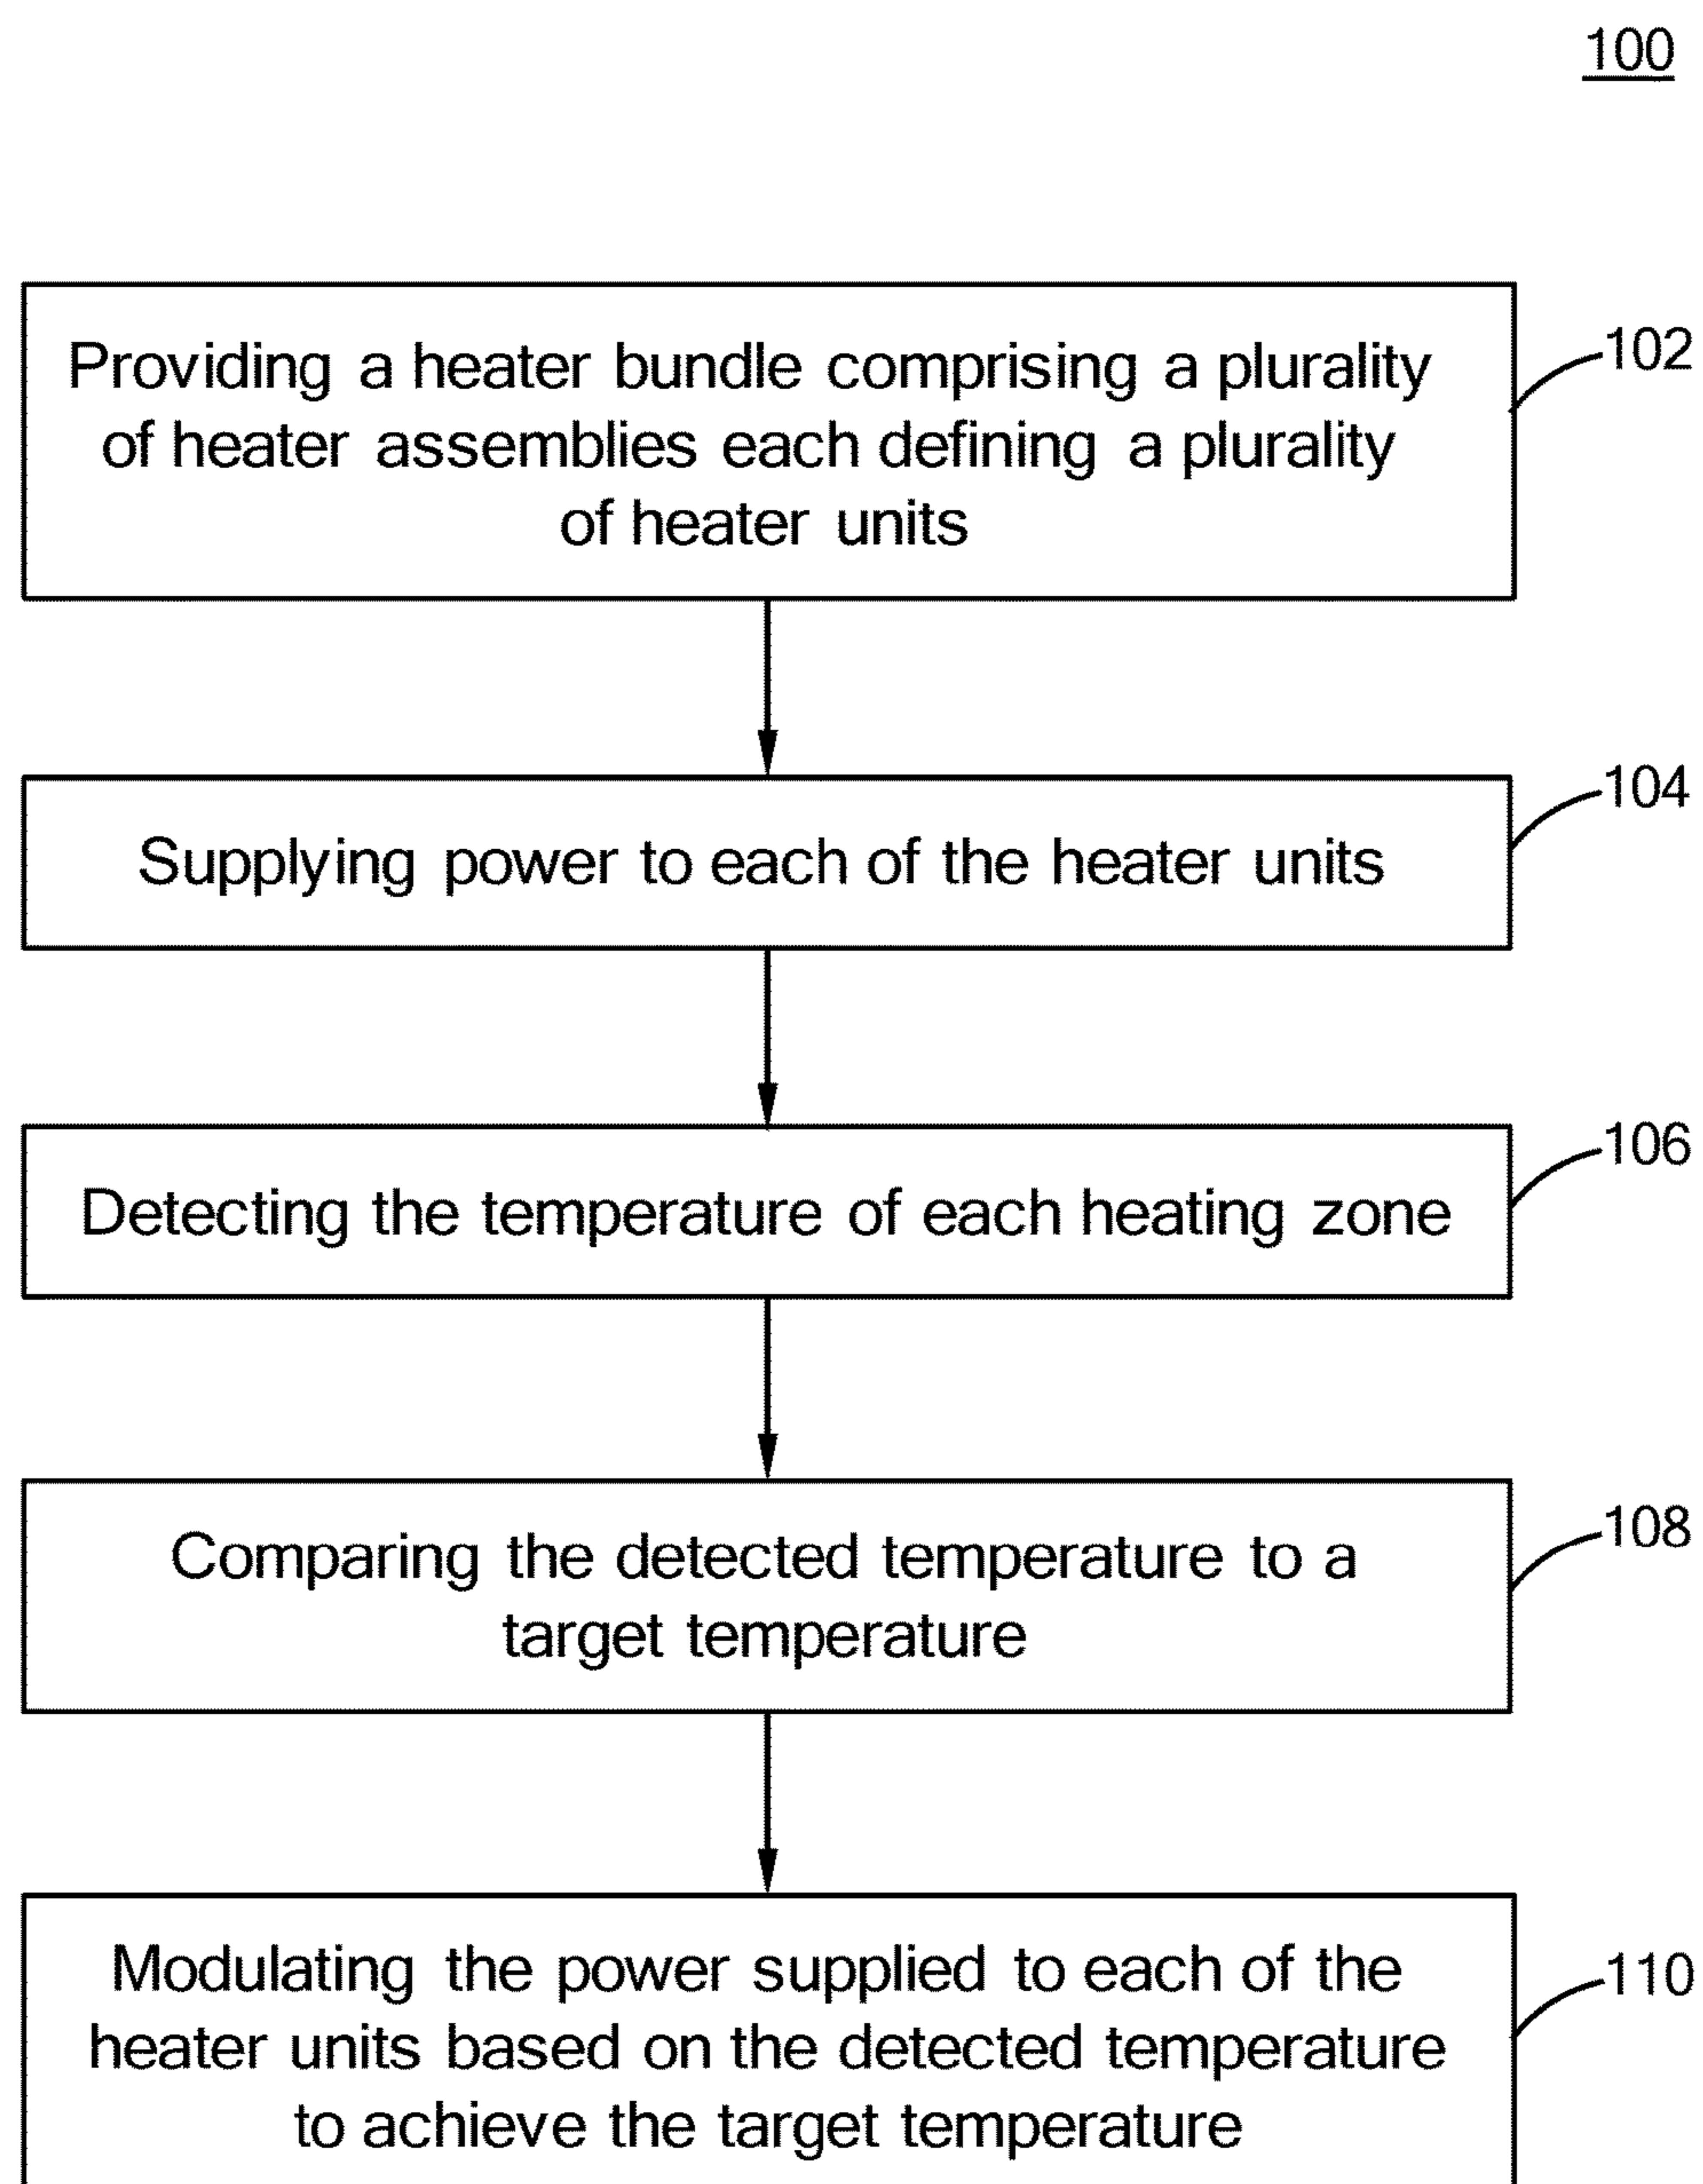 100
Providing a heater bundle comprising a plurality
of heater assemblies each defining a plurality
of heater units
102
Supplying power to each of the heater units
104
Detecting the temperature of each heating zone
106
Comparing the detected temperature to a
target temperature
108
Modulating the power supplied to each of the
heater units based on the detected temperature
to achieve the target temperature
110